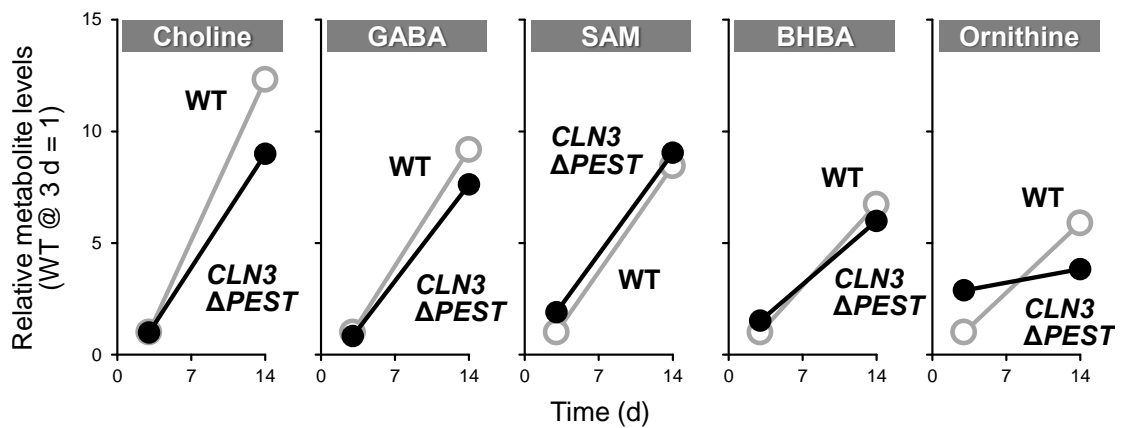 Relative metabolite levels
(WT @ 3 d = 1)
15
10
5
0
Choline
WT
CLN3
ΔPEST
0 7 14
GABA
WT
CLN3
ΔPEST
0 7 14
SAM
CLN3
ΔPEST
WT
0 7 14
BHBA
WT
CLN3
ΔPEST
0 7 14
Ornithine
WT
CLN3
ΔPEST
0 7 14
Time (d)